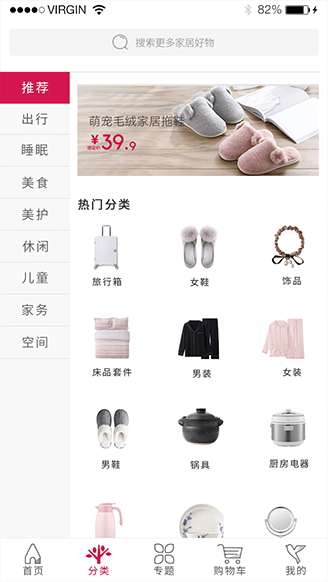 VIRGIN 82%
搜索更多家居好物
推荐
出行
睡眠
美食
美护
休闲
儿童
家务
空间
萌宠毛绒家居拖鞋
¥39.9
热门分类
旅行箱 女鞋 饰品
床品套件 男装 女装
男鞋 锅具 厨房电器
首页 分类 专题 购物车 我的